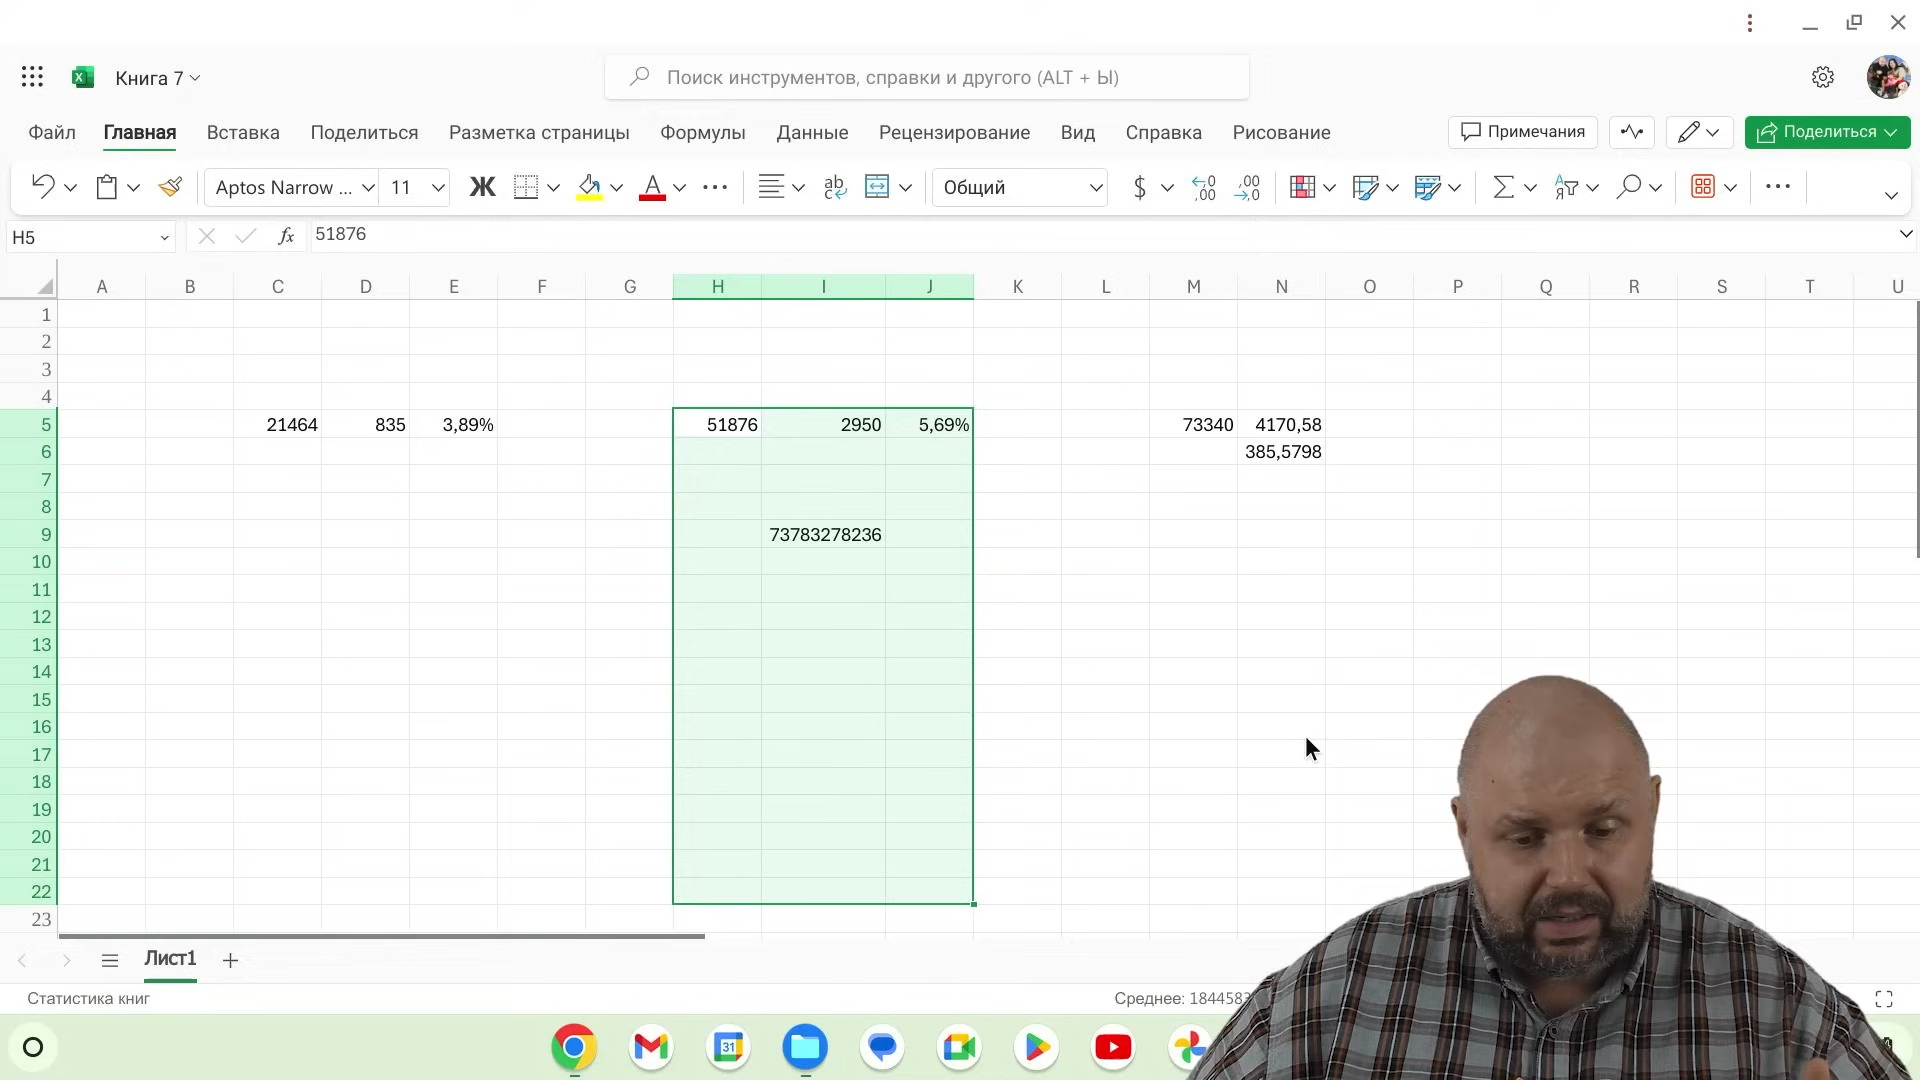 Книга 7
Поиск инструментов, справки и другого (ALT + Ы)
Файл Главная Вставка Поделиться Разметка страницы Формулы Данные Рецензирование Вид Справка Рисование Примечания Поделиться
Aptos Narrow ... 11 Ж Общий
H5 fx 51876
A B C D E F G H I J K L M N O P Q R S T U
1
2
3
4
5 21464 835 3,89% 51876 2950 5,69% 73340 4170,58
6 385,5798
7
8
9 73783278236
10
11
12
13
14
15
16
17
18
19
20
21
22
23
Лист1
Статистика книг Среднее:
31